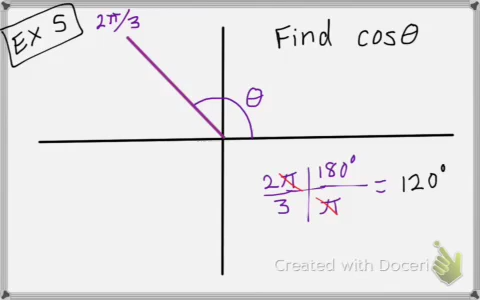 EX 5
2π/3
Find cosθ
θ
2π/3 | 180°/π = 120°
Created with Doceri